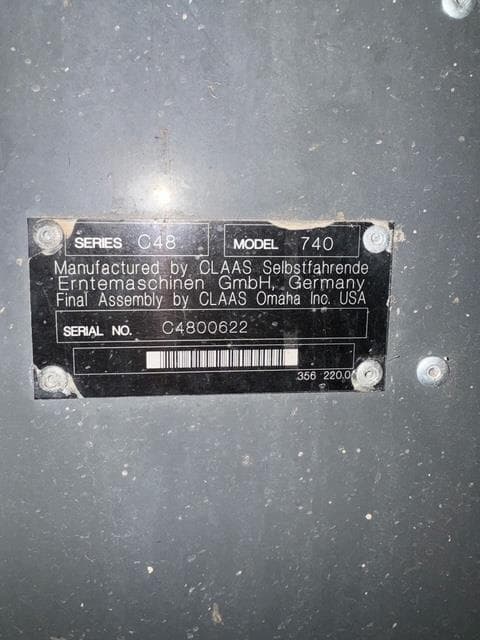 SERIES C48 MODEL 740
Manufactured by CLAAS Selbstfahrende
Erntemaschinen GmbH, Germany
Final Assembly by CLAAS Omaha Inc. USA
SERIAL NO. C4800622
356 220.0